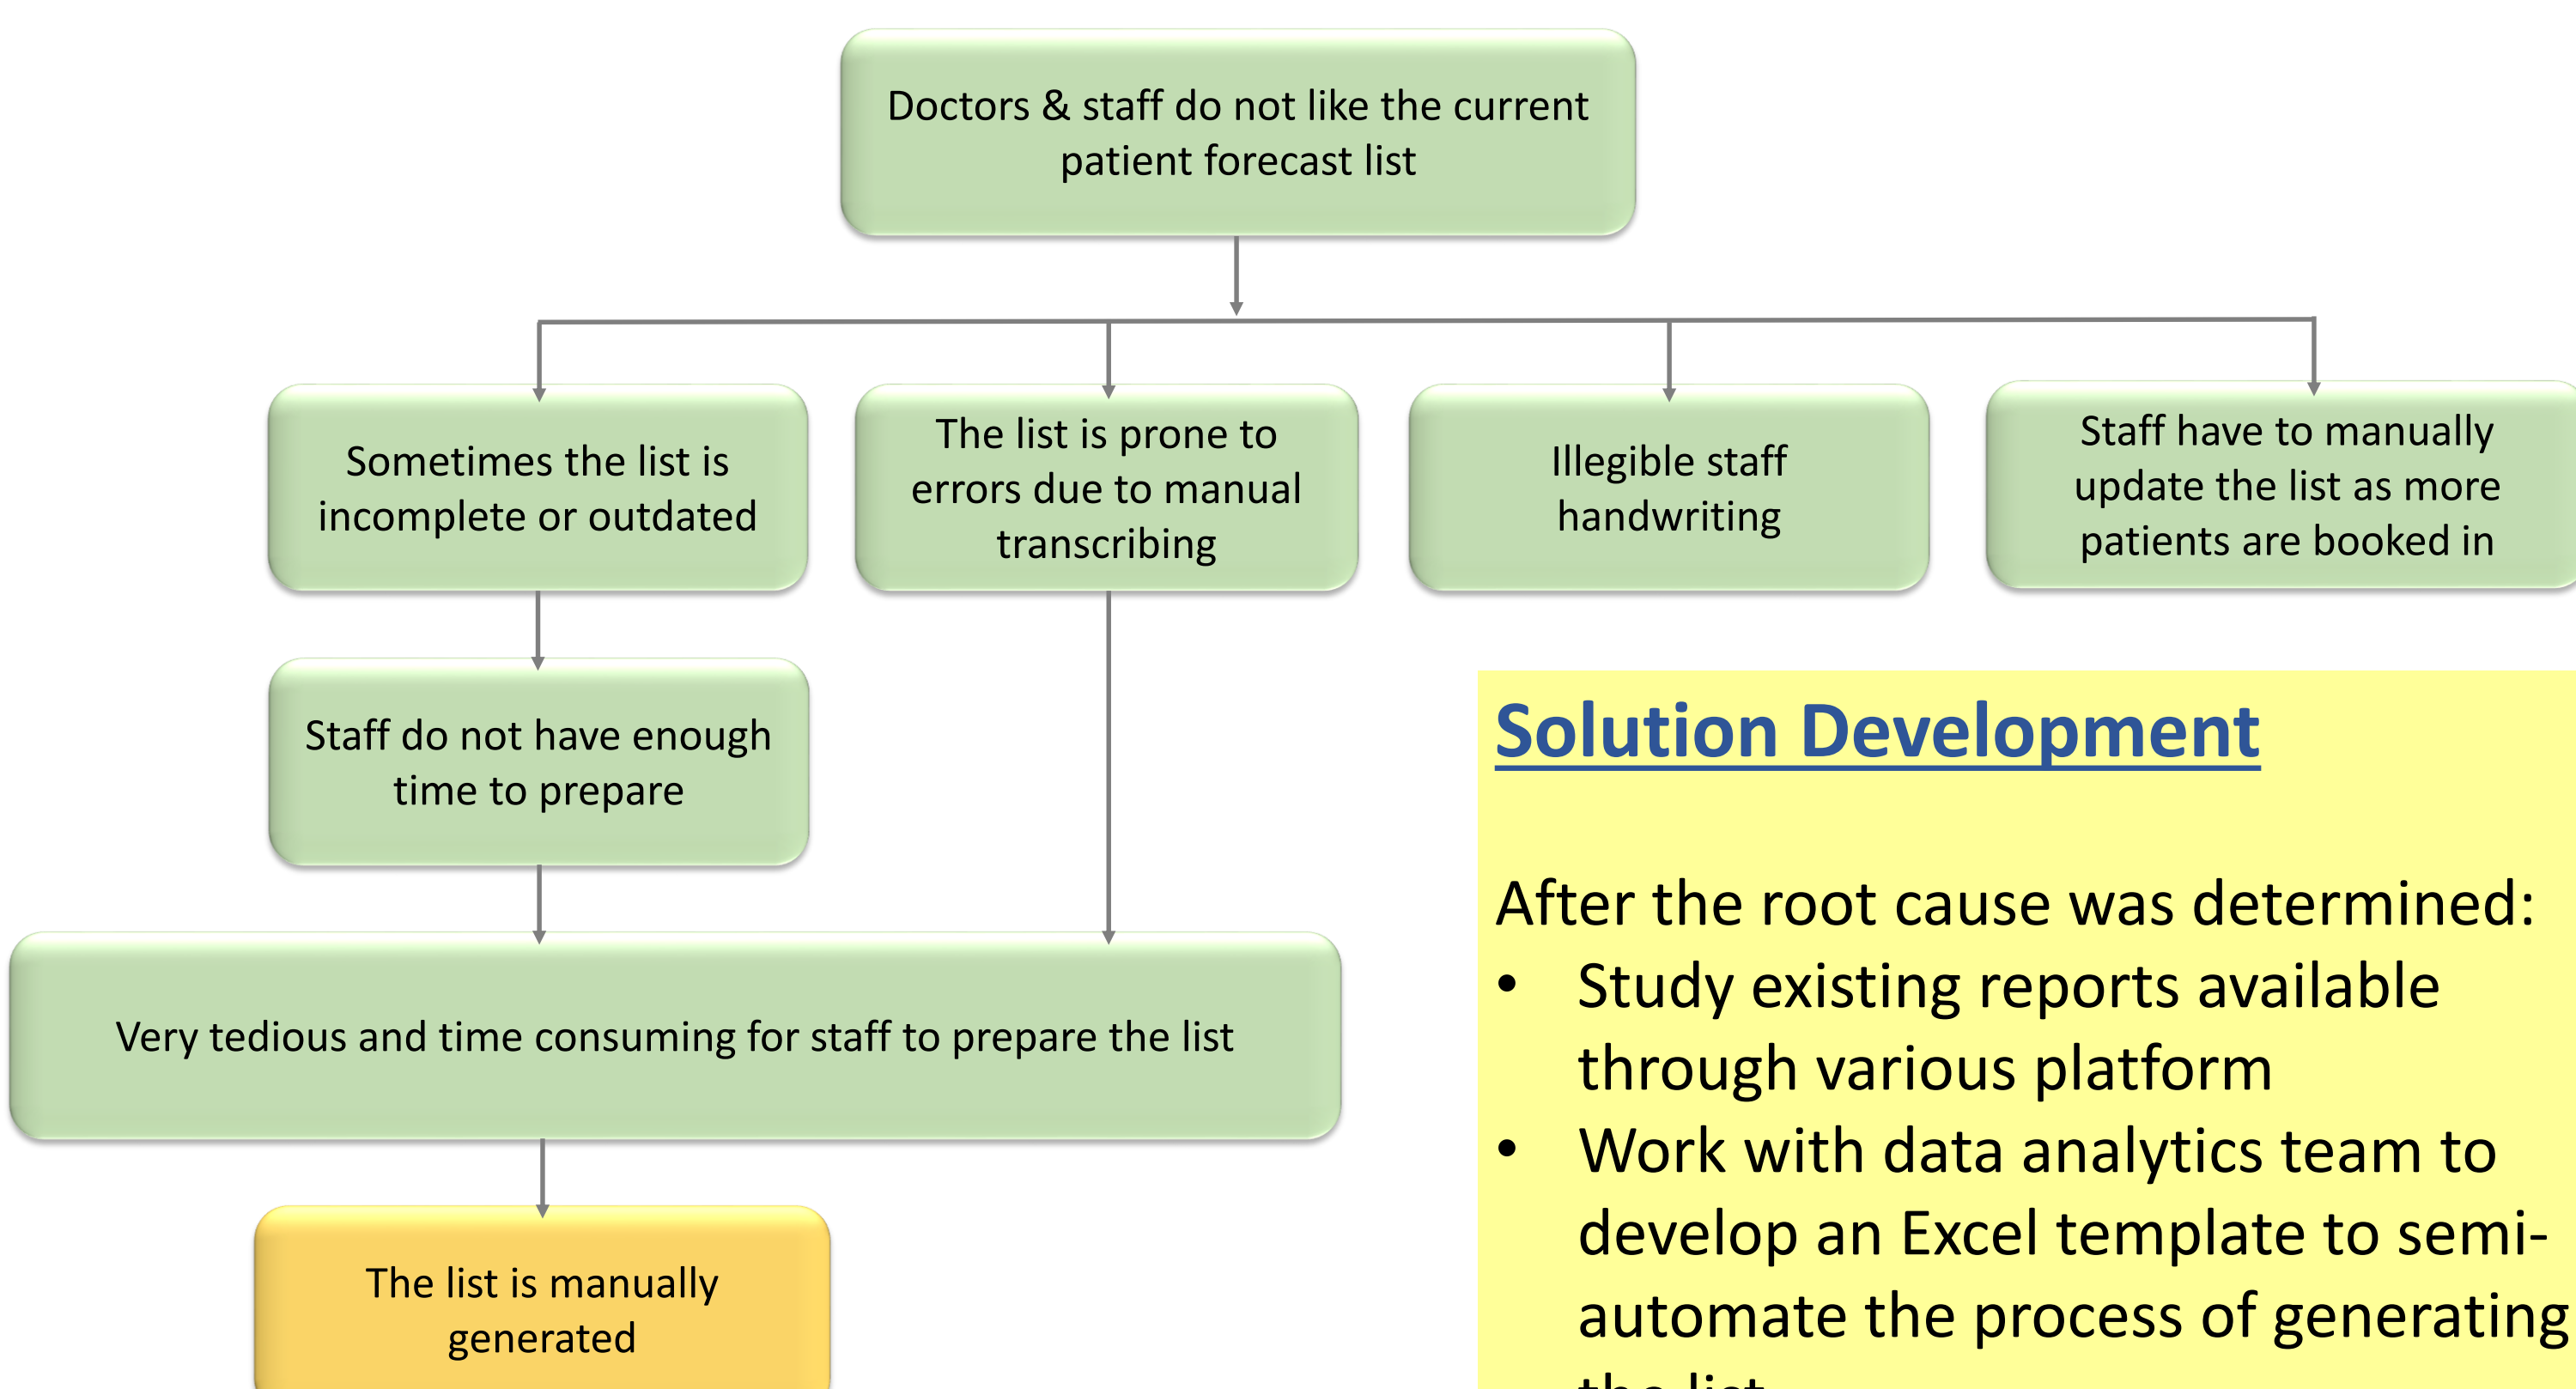 Doctors & staff do not like the current
patient forecast list
Sometimes the list is
incomplete or outdated
The list is prone to
errors due to manual
transcribing
Illegible staff
handwriting
Staff have to manually
update the list as more
patients are booked in
Staff do not have enough
time to prepare
Very tedious and time consuming for staff to prepare the list
The list is manually
generated
Solution Development
After the root cause was determined:
• Study existing reports available
through various platform
• Work with data analytics team to
develop an Excel template to semi-
automate the process of generating
the list